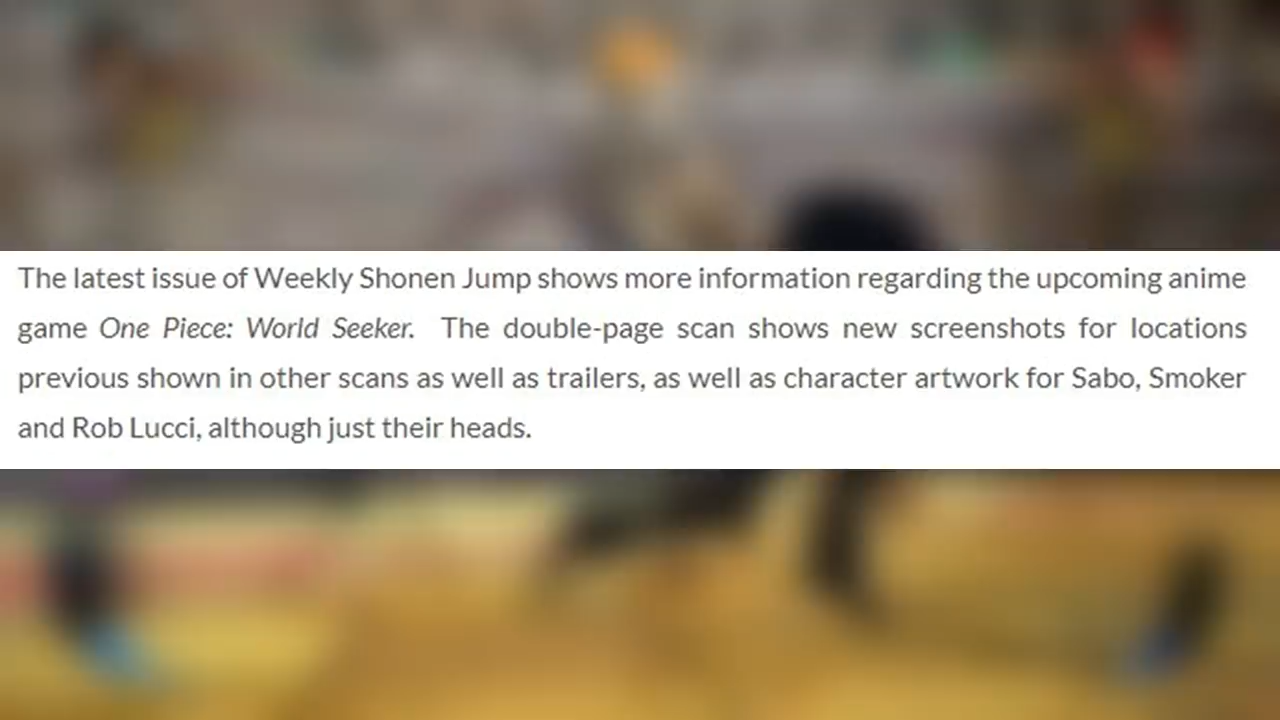 The latest issue of Weekly Shonen Jump shows more information regarding the upcoming anime
game One Piece: World Seeker. The double-page scan shows new screenshots for locations
previous shown in other scans as well as trailers, as well as character artwork for Sabo, Smoker
and Rob Lucci, although just their heads.